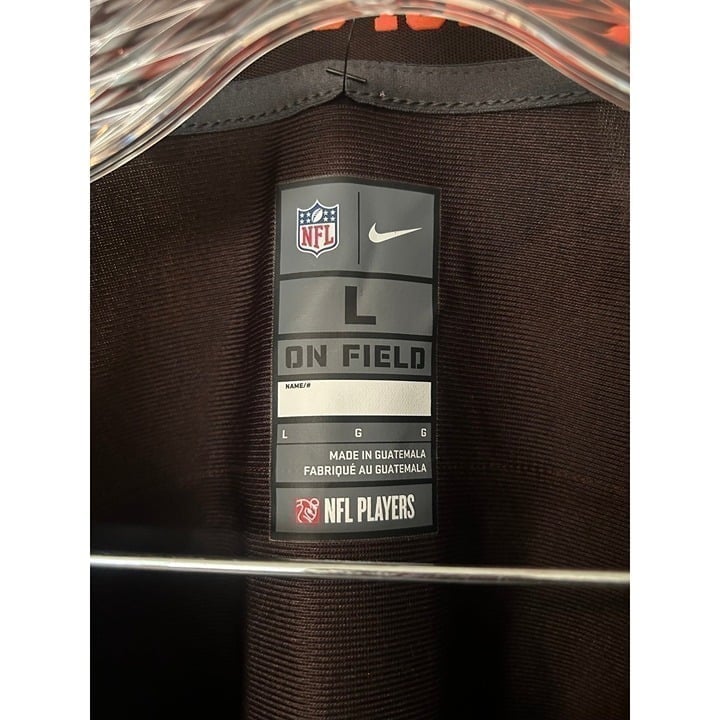 NFL
L
ON FIELD
NAME/#
L G G
MADE IN GUATEMALA
FABRIQUÉ AU GUATEMALA
NFL PLAYERS